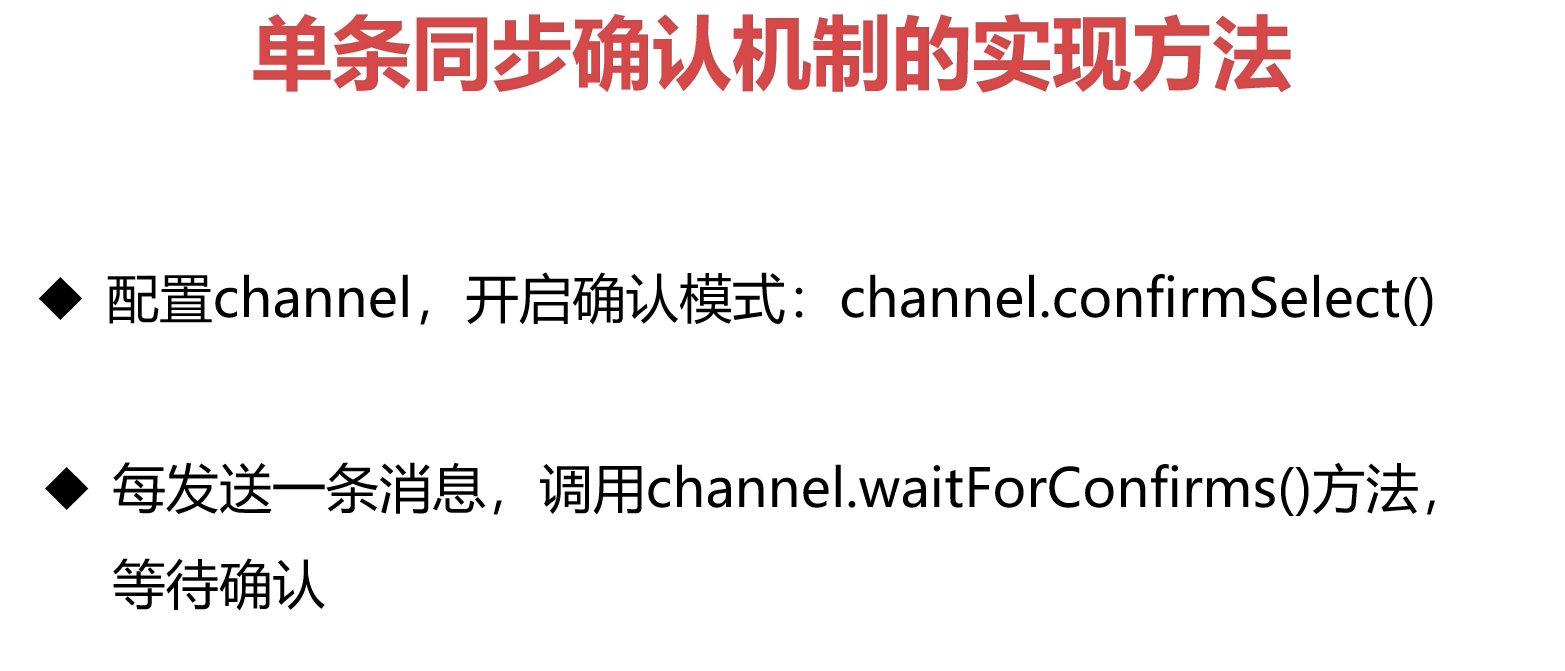 单条同步确认机制的实现方法
◆ 配置channel，开启确认模式：channel.confirmSelect()
◆ 每发送一条消息，调用channel.waitForConfirms()方法，
等待确认